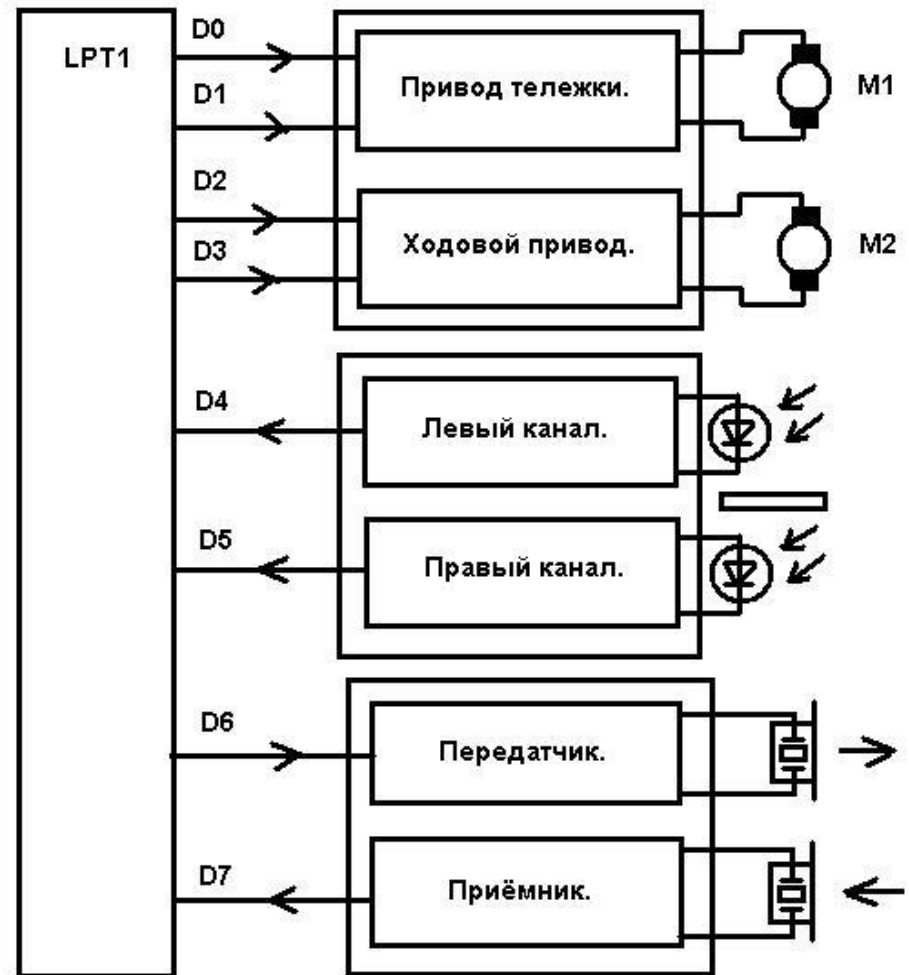 LPT1
D0
D1
Привод тележки.
M1
D2
D3
Ходовой привод.
M2
D4
Левый канал.
D5
Правый канал.
D6
Передатчик.
D7
Приёмник.